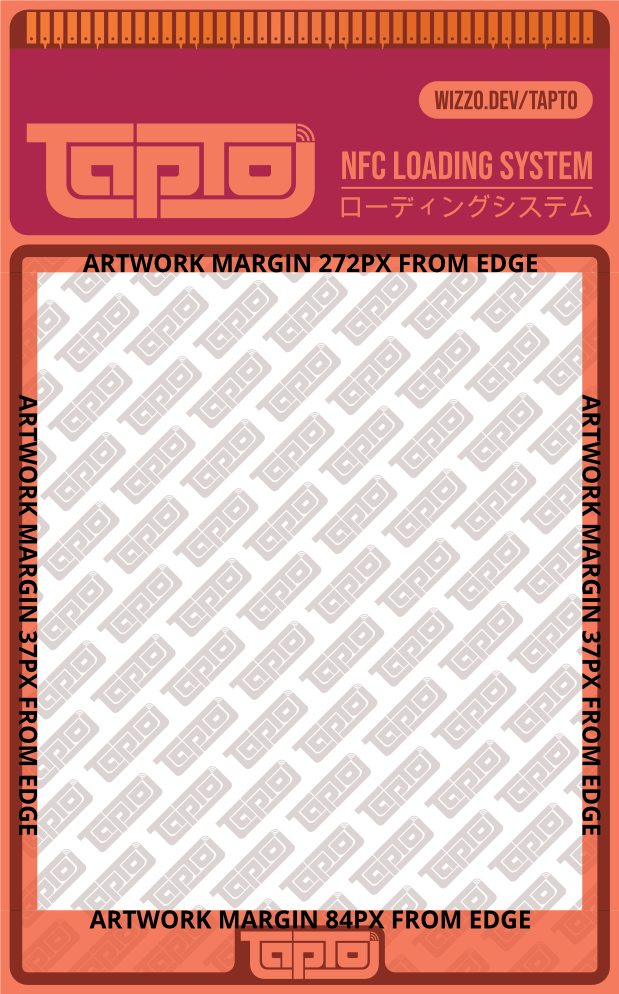 WIZZO.DEV/TAPTO
TapTo
NFC LOADING SYSTEM
ローディングシステム
ARTWORK MARGIN 272PX FROM EDGE
ARTWORK MARGIN 37PX FROM EDGE
ARTWORK MARGIN 37PX FROM EDGE
ARTWORK MARGIN 84PX FROM EDGE
TapTo